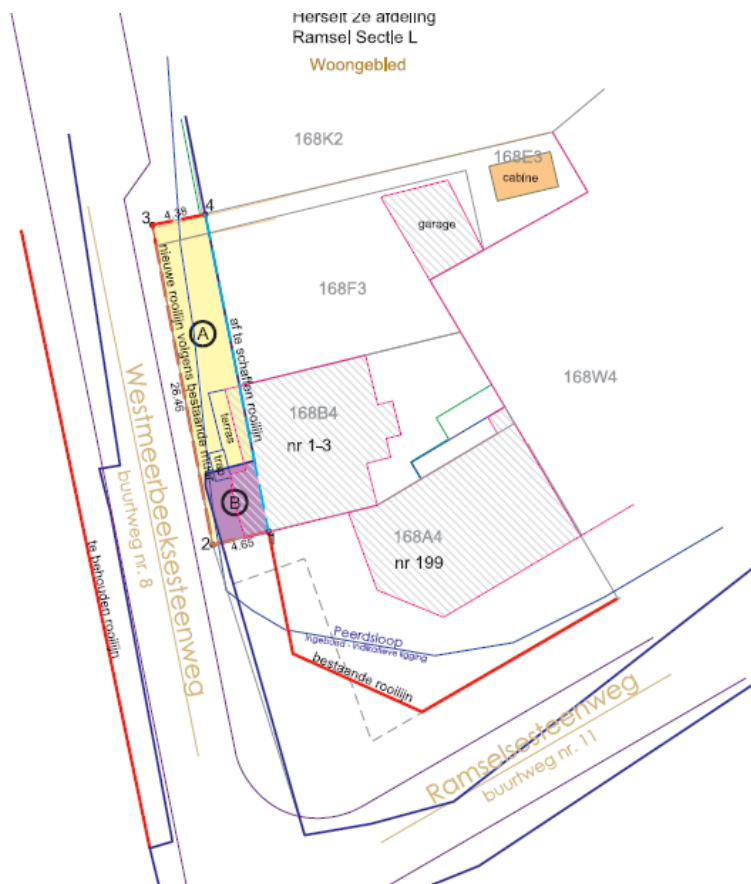 Herselt 2e afdeling
Ramsel Sectie L
Woongebied
168K2
168E3
cabine
garage
3
4.38
4
168F3
nieuwe rooilijn volgens bestaande muur
A
af te schaffen rooilijn
26.46
168W4
Westmeerbeeksesteenweg
buurtweg nr. 8
terras
168B4
nr 1-3
trap
B
2
4.65
1
168A4
nr 199
te behouden rooilijn
Peerdsloop
ingebuisd - indicatieve ligging
bestaande rooilijn
Ramselsesteenweg
buurtweg nr. 11